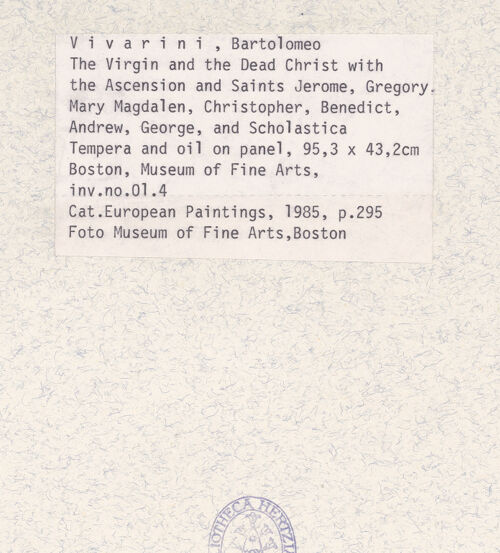 V i v a r i n i , Bartolomeo
The Virgin and the Dead Christ with
the Ascension and Saints Jerome, Gregory.
Mary Magdalen, Christopher, Benedict,
Andrew, George, and Scholastica
Tempera and oil on panel, 95,3 x 43,2cm
Boston, Museum of Fine Arts,
inv.no.01.4
Cat.European Paintings, 1985, p.295
Foto Museum of Fine Arts,Boston
IOTHECA HERTZI